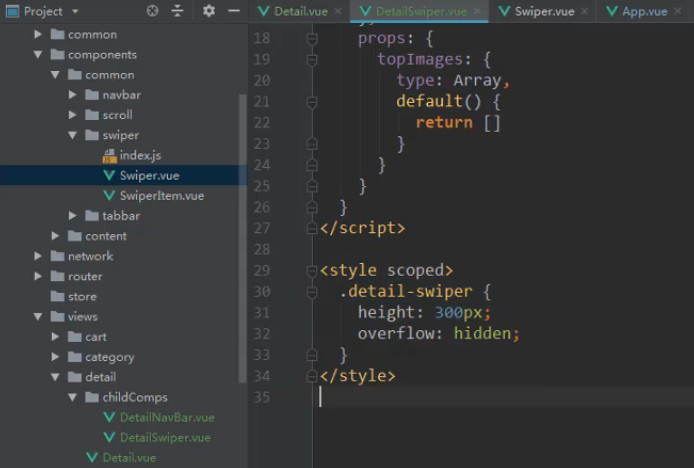 Project
Detail.vue
DetailSwiper.vue
Swiper.vue
App.vue
common
components
common
navbar
scroll
swiper
index.js
Swiper.vue
SwiperItem.vue
tabbar
content
network
router
store
views
cart
category
detail
childComps
DetailNavBar.vue
DetailSwiper.vue
Detail.vue
18 props: {
19 topImages: {
20 type: Array,
21 default() {
22 return []
23 }
24 }
25 }
26 }
27 </script>
28
29 <style scoped>
30 .detail-swiper {
31 height: 300px;
32 overflow: hidden;
33 }
34 </style>
35